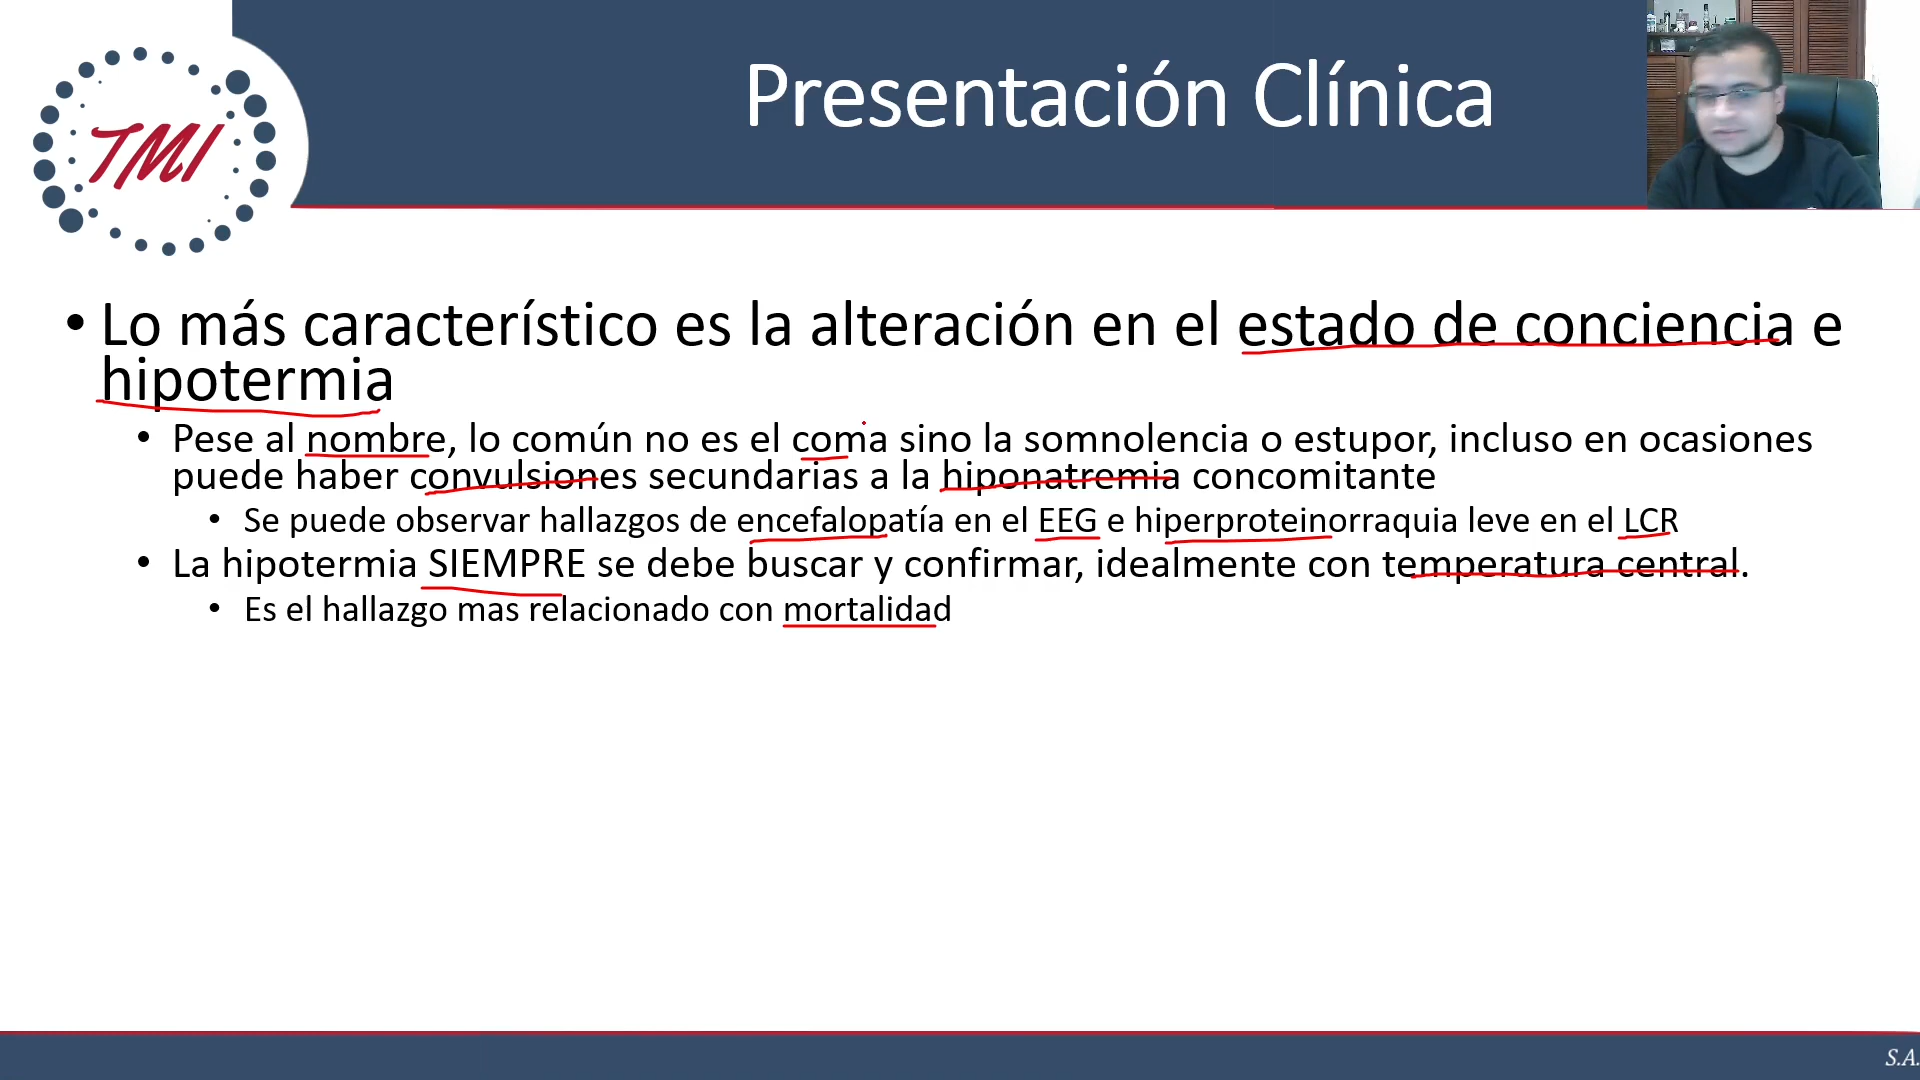 TMI
Presentación Clínica
• Lo más característico es la alteración en el estado de conciencia e
hipotermia
• Pese al nombre, lo común no es el coma sino la somnolencia o estupor, incluso en ocasiones
puede haber convulsiones secundarias a la hiponatremia concomitante
• Se puede observar hallazgos de encefalopatía en el EEG e hiperproteinorraquia leve en el LCR
• La hipotermia SIEMPRE se debe buscar y confirmar, idealmente con temperatura central.
• Es el hallazgo mas relacionado con mortalidad
S.A.